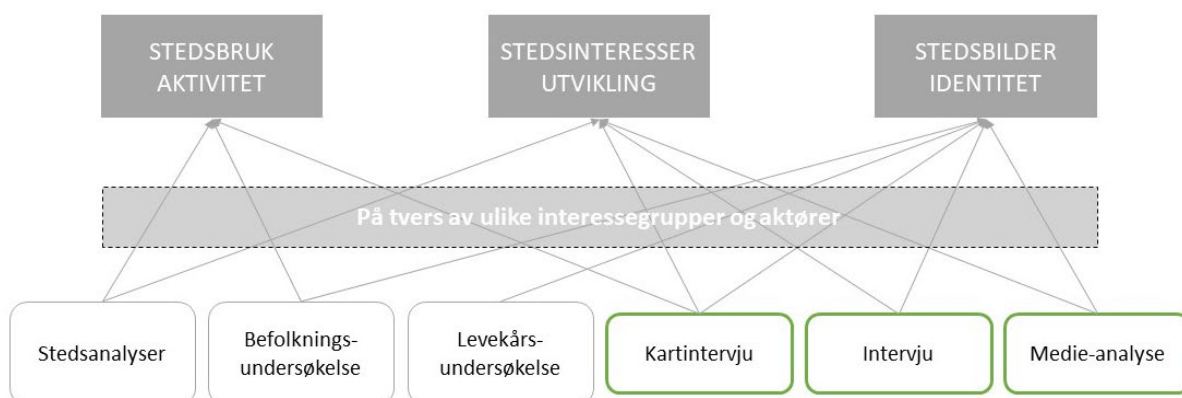 STEDSBRUK
AKTIVITET
STEDSINTERESSER
UTVIKLING
STEDSBILDER
IDENTITET
På tvers av ulike interessegrupper og aktører
Stedsanalyser
Befolknings-
undersøkelse
Levekårs-
undersøkelse
Kartintervju
Intervju
Medie-analyse